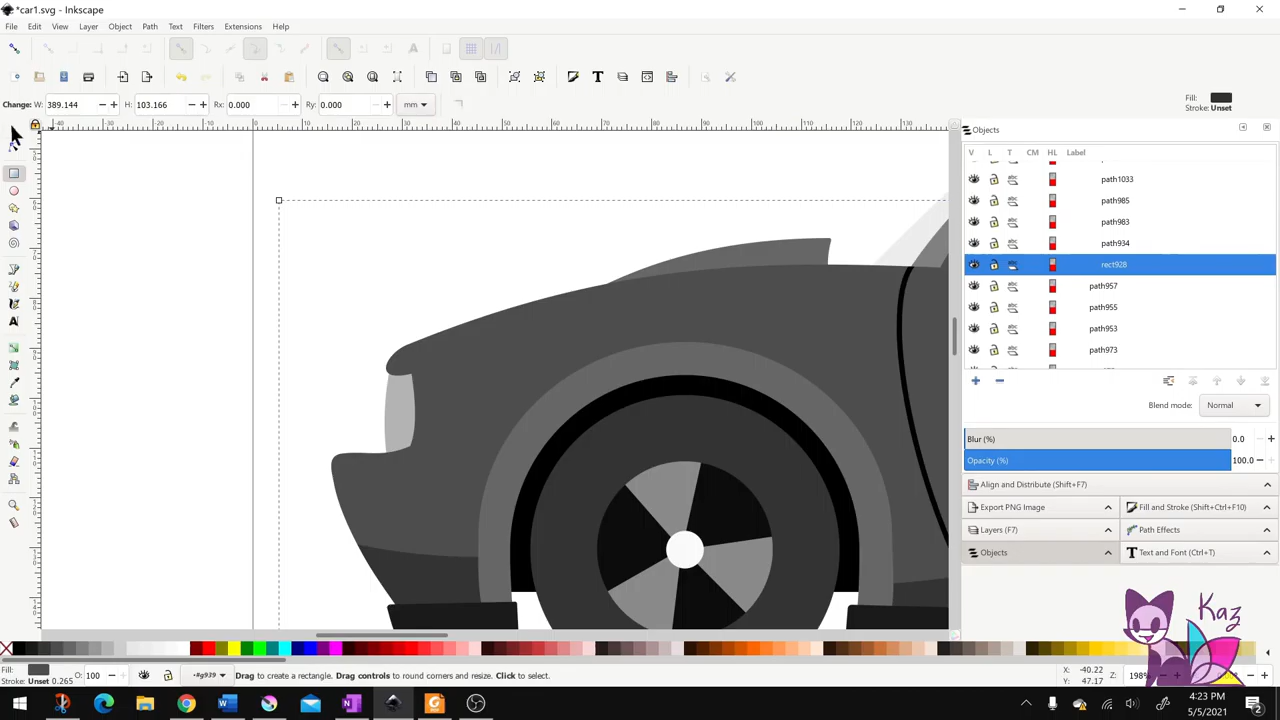 *car1.svg - Inkscape
File Edit View Layer Object Path Text Filters Extensions Help
Change: W: 389.144 H: 103.166 Rx: 0.000 Ry: 0.000 mm
Fill:
Stroke: Unset
Objects
V L T CM HL Label
path1033
path985
path983
path934
rect928
path957
path955
path953
path973
Blend mode: Normal
Blur (%) 0.0
Opacity (%) 100.0
Align and Distribute (Shift+F7)
Export PNG Image
Fill and Stroke (Shift+Ctrl+F10)
Layers (F7)
Path Effects
Objects
Text and Font (Ctrl+T)
Kaz
Fill:
Stroke: Unset 0.265
O: 100
#g939
Drag to create a rectangle. Drag controls to round corners and resize. Click to select.
X: -40.22
Y: 47.17
Z: 198%
4:23 PM
5/5/2021